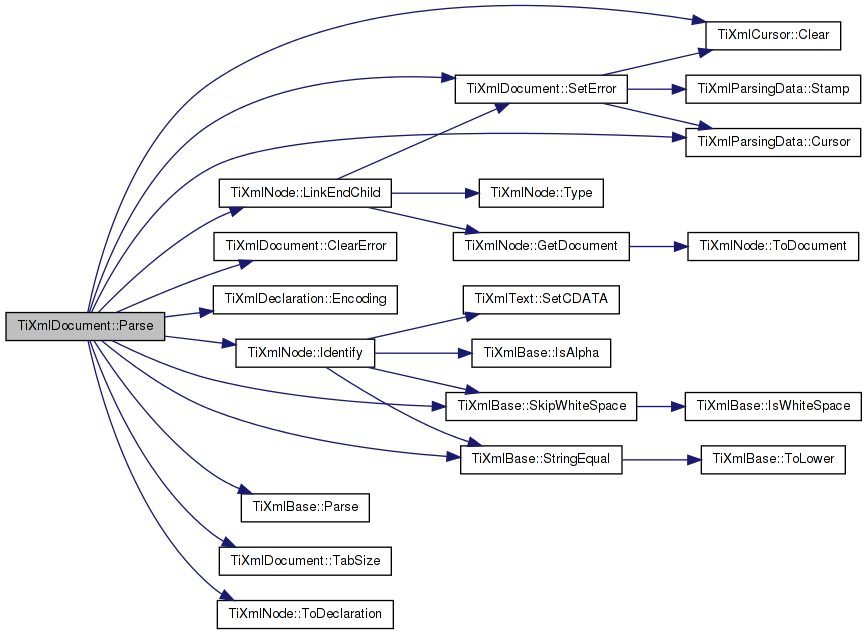 TiXmlCursor::Clear
TiXmlDocument::SetError
TiXmlParsingData::Stamp
TiXmlParsingData::Cursor
TiXmlNode::LinkEndChild
TiXmlNode::Type
TiXmlDocument::ClearError
TiXmlNode::GetDocument
TiXmlNode::ToDocument
TiXmlDeclaration::Encoding
TiXmlText::SetCDATA
TiXmlDocument::Parse
TiXmlNode::Identify
TiXmlBase::IsAlpha
TiXmlBase::SkipWhiteSpace
TiXmlBase::IsWhiteSpace
TiXmlBase::StringEqual
TiXmlBase::ToLower
TiXmlBase::Parse
TiXmlDocument::TabSize
TiXmlNode::ToDeclaration